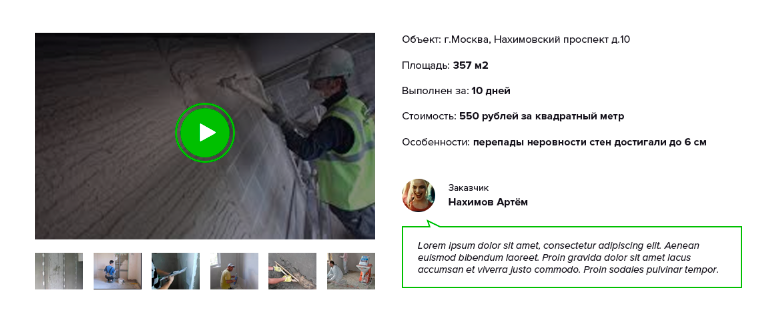 Объект: г.Москва, Нахимовский проспект д.10
Площадь: 357 м2
Выполнен за: 10 дней
Стоимость: 550 рублей за квадратный метр
Особенности: перепады неровности стен достигали до 6 см
Заказчик
Нахимов Артём
Lorem ipsum dolor sit amet, consectetur adipiscing elit. Aenean
euismod bibendum laoreet. Proin gravida dolor sit amet lacus
accumsan et viverra justo commodo. Proin sodales pulvinar tempor.